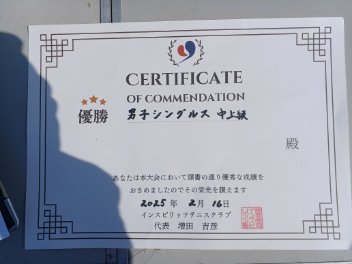 CERTIFICATE
OF COMMENDATION
優勝
男子シングルス 中上級
殿
あなたは本大会において頭書の通り優秀な成績を
おさめましたのでその栄光を讃えます
2025 年 2 月 16 日
インスピリッツテニスクラブ
代表 増田 吉彦